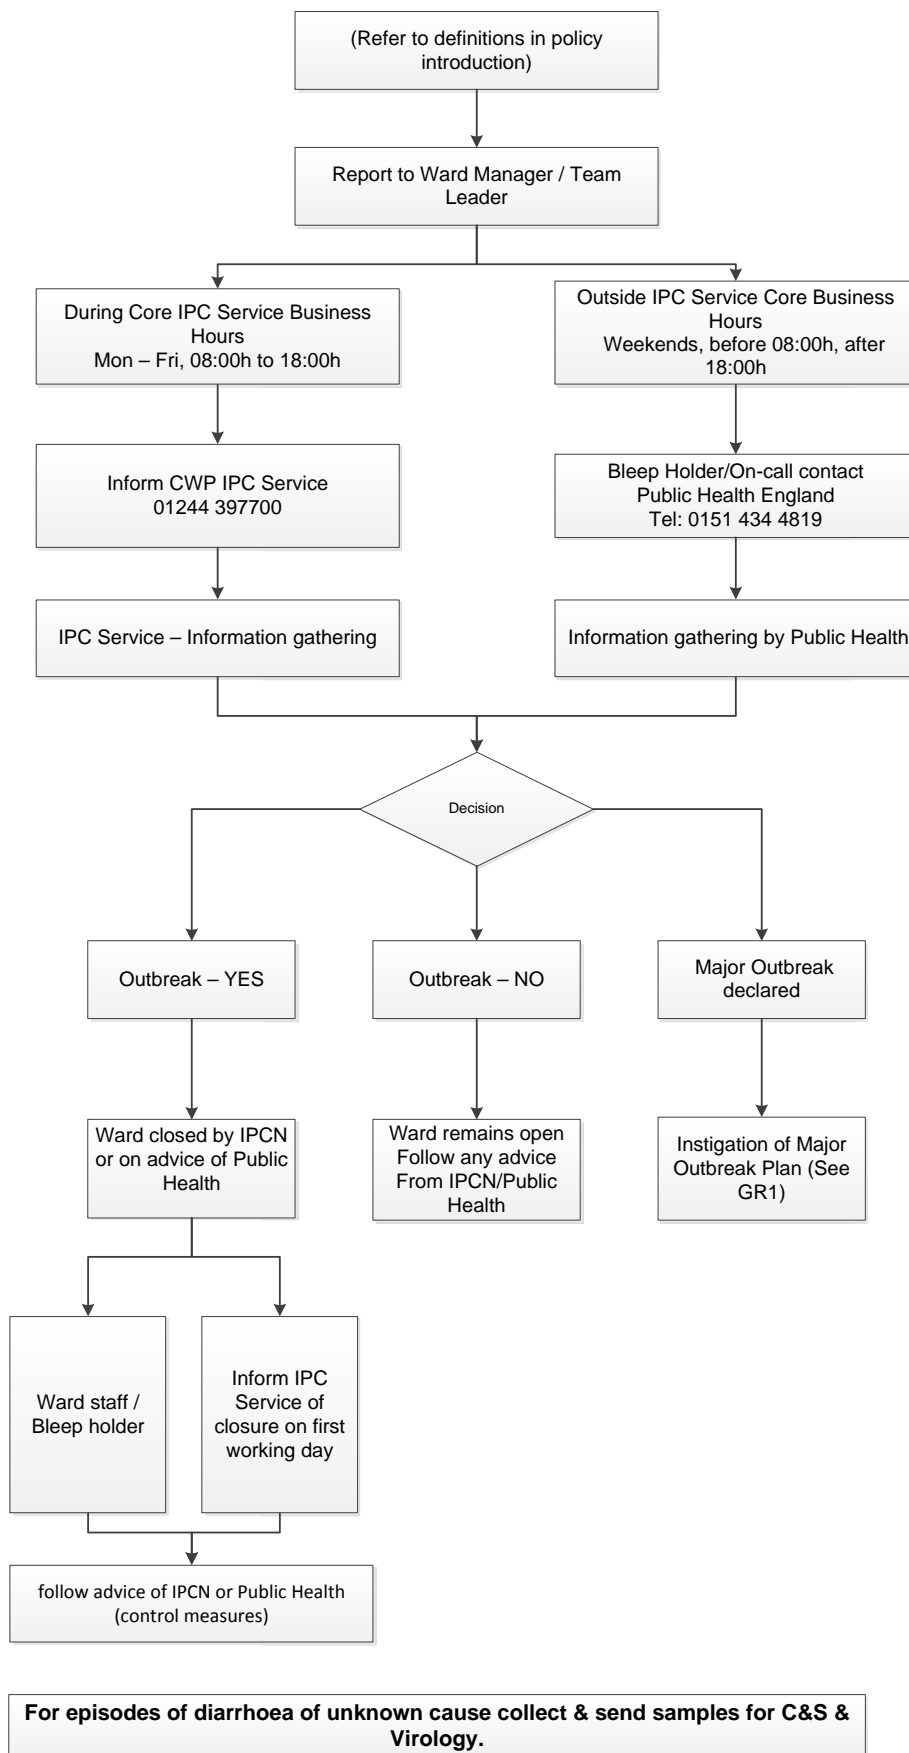 (Refer to definitions in policy
introduction)
Report to Ward Manager / Team
Leader
During Core IPC Service Business
Hours
Mon – Fri, 08:00h to 18:00h
Outside IPC Service Core Business
Hours
Weekends, before 08:00h, after
18:00h
Inform CWP IPC Service
01244 397700
Bleep Holder/On-call contact
Public Health England
Tel: 0151 434 4819
IPC Service – Information gathering
Information gathering by Public Health
Decision
Outbreak – YES
Outbreak – NO
Major Outbreak
declared
Ward closed by IPCN
or on advice of Public
Health
Ward remains open
Follow any advice
From IPCN/Public
Health
Instigation of Major
Outbreak Plan (See
GR1)
Ward staff /
Bleep holder
Inform IPC
Service of
closure on first
working day
follow advice of IPCN or Public Health
(control measures)
For episodes of diarrhoea of unknown cause collect & send samples for C&S &
Virology.